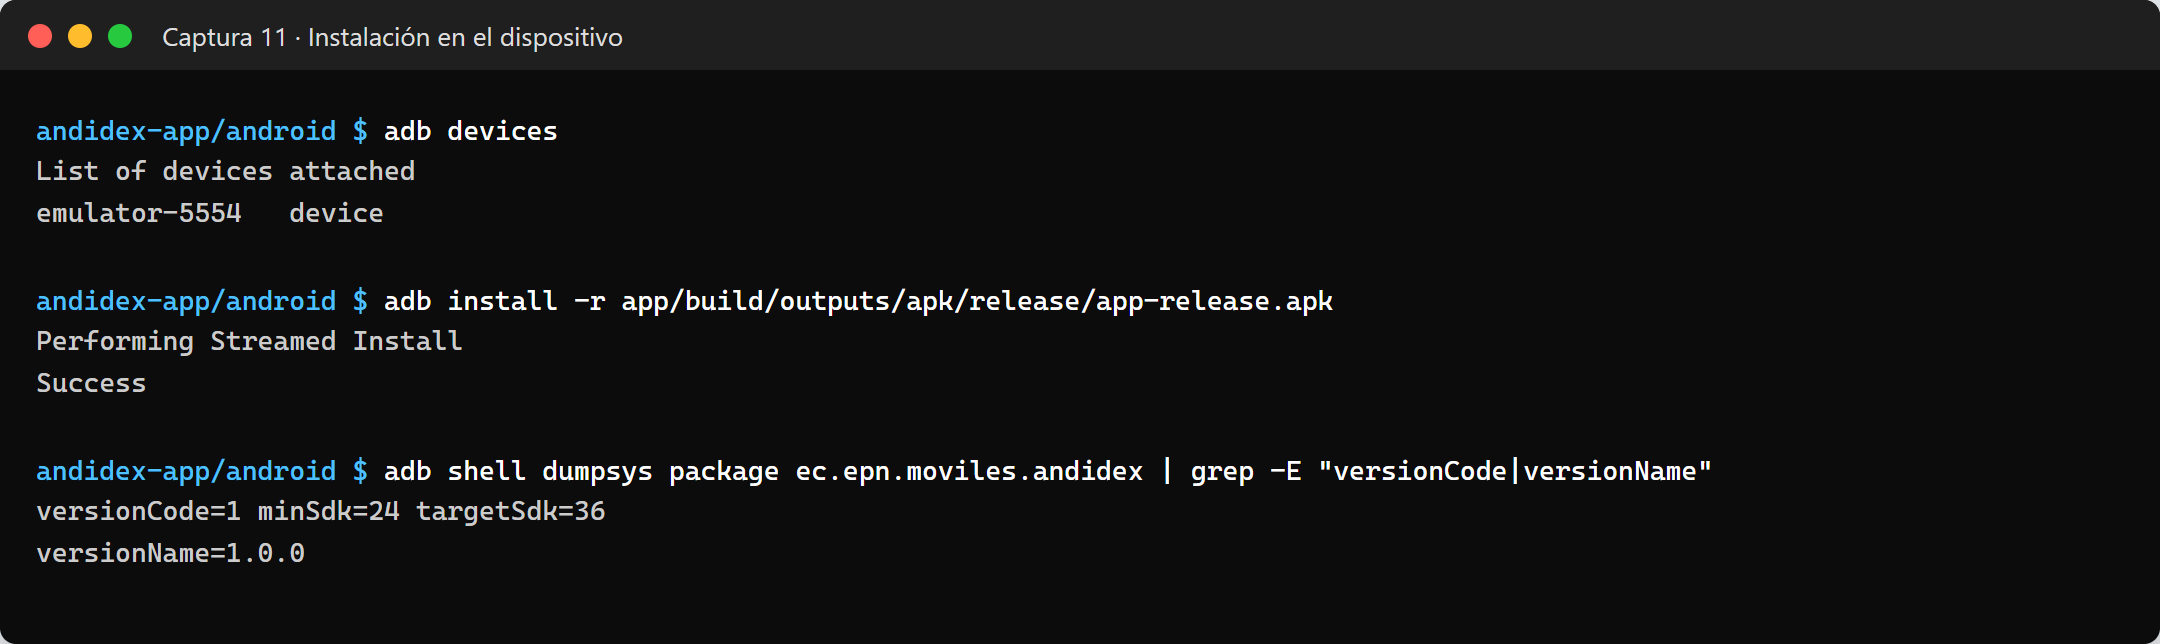 Captura 11 · Instalación en el dispositivo
andidex-app/android $ adb devices
List of devices attached
emulator-5554   device
andidex-app/android $ adb install -r app/build/outputs/apk/release/app-release.apk
Performing Streamed Install
Success
andidex-app/android $ adb shell dumpsys package ec.epn.moviles.andidex | grep -E "versionCode|versionName"
versionCode=1 minSdk=24 targetSdk=36
versionName=1.0.0